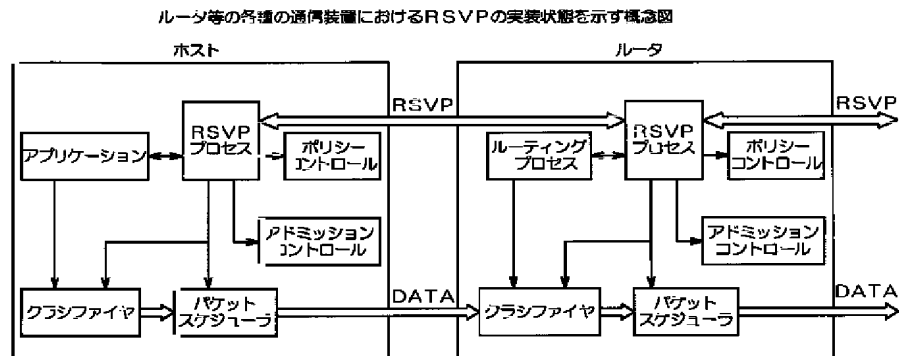 ルータ等の各種の通信装置におけるRSVPの実装状態を示す概念図
ホスト
ルータ
RSVP
RSVP
アプリケーション
RSVP
プロセス
ポリシー
コントロール
ルーティング
プロセス
RSVP
プロセス
ポリシー
コントロール
アドミッション
コントロール
アドミッション
コントロール
DATA
DATA
クラシファイヤ
パケット
スケジューラ
クラシファイヤ
パケット
スケジューラ